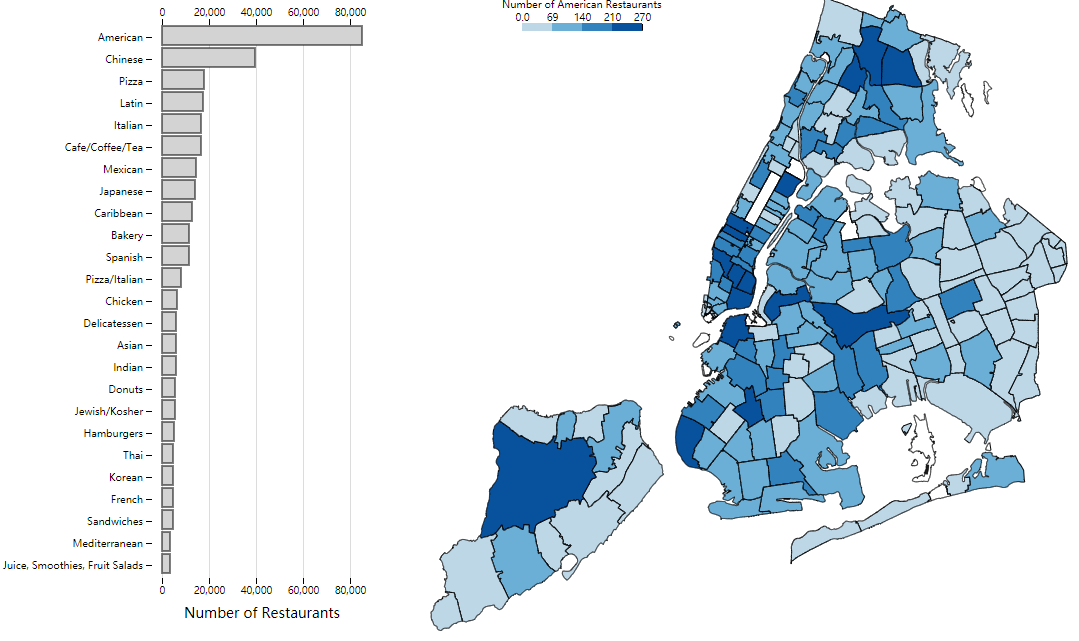 0 20,000 40,000 60,000 80,000
American
Chinese
Pizza
Latin
Italian
Cafe/Coffee/Tea
Mexican
Japanese
Caribbean
Bakery
Spanish
Pizza/Italian
Chicken
Delicatessen
Asian
Indian
Donuts
Jewish/Kosher
Hamburgers
Thai
Korean
French
Sandwiches
Mediterranean
Juice, Smoothies, Fruit Salads
0 20,000 40,000 60,000 80,000
Number of Restaurants
Number of American Restaurants
0.0 69 140 210 270